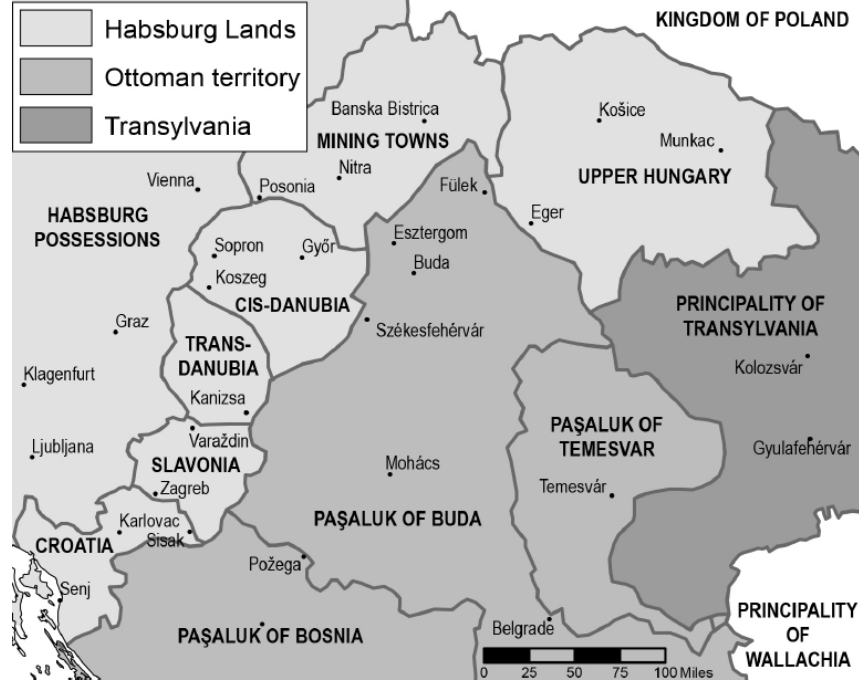 Habsburg Lands
Ottoman territory
Transylvania
KINGDOM OF POLAND
Banska Bistrica
MINING TOWNS
Nitra
Košice
Munkac
UPPER HUNGARY
Vienna
Posonia
Fülek
Eger
HABSBURG
POSSESSIONS
Sopron
Győr
Koszeg
CIS-DANUBIA
Esztergom
Buda
Székesfehérvár
PRINCIPALITY OF
TRANSYLVANIA
Kolozsvár
Gyulafehérvár
Graz
TRANS-
DANUBIA
Kanizsa
Klagenfurt
Ljubljana
Varaždin
SLAVONIA
Zagreb
Mohács
PAŞALUK OF
TEMESVAR
Temesvár
PAŞALUK OF BUDA
Karlovac
CROATIA
Sisak
Senj
Požega
PAŞALUK OF BOSNIA
Belgrade
PRINCIPALITY
OF
WALLACHIA
0 25 50 75 100 Miles